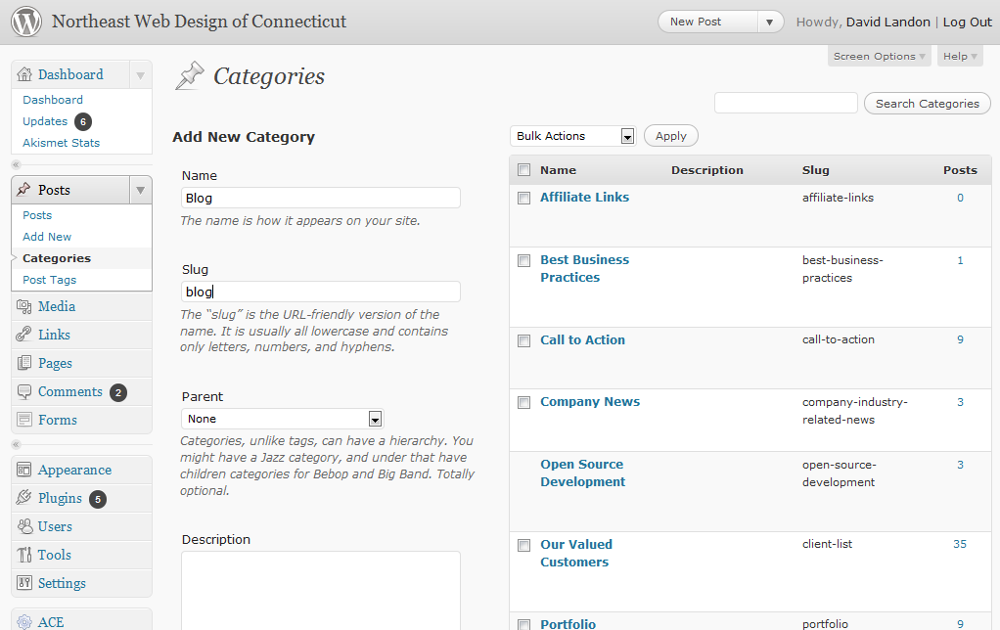 Northeast Web Design of Connecticut
New Post
Howdy, David Landon | Log Out
Screen Options
Help
Dashboard
Dashboard
Updates 6
Akismet Stats
Posts
Posts
Add New
Categories
Post Tags
Media
Links
Pages
Comments 2
Forms
Appearance
Plugins 5
Users
Tools
Settings
ACE
Categories
Search Categories
Add New Category
Name
Blog
The name is how it appears on your site.
Slug
blog
The “slug” is the URL-friendly version of the
name. It is usually all lowercase and contains
only letters, numbers, and hyphens.
Parent
None
Categories, unlike tags, can have a hierarchy. You
might have a Jazz category, and under that have
children categories for Bebop and Big Band. Totally
optional.
Description
Bulk Actions
Apply
Name Description Slug Posts
Affiliate Links affiliate-links 0
Best Business best-business- 1
Practices practices
Call to Action call-to-action 9
Company News company-industry- 3
related-news
Open Source open-source- 3
Development development
Our Valued client-list 35
Customers
Portfolio portfolio 9